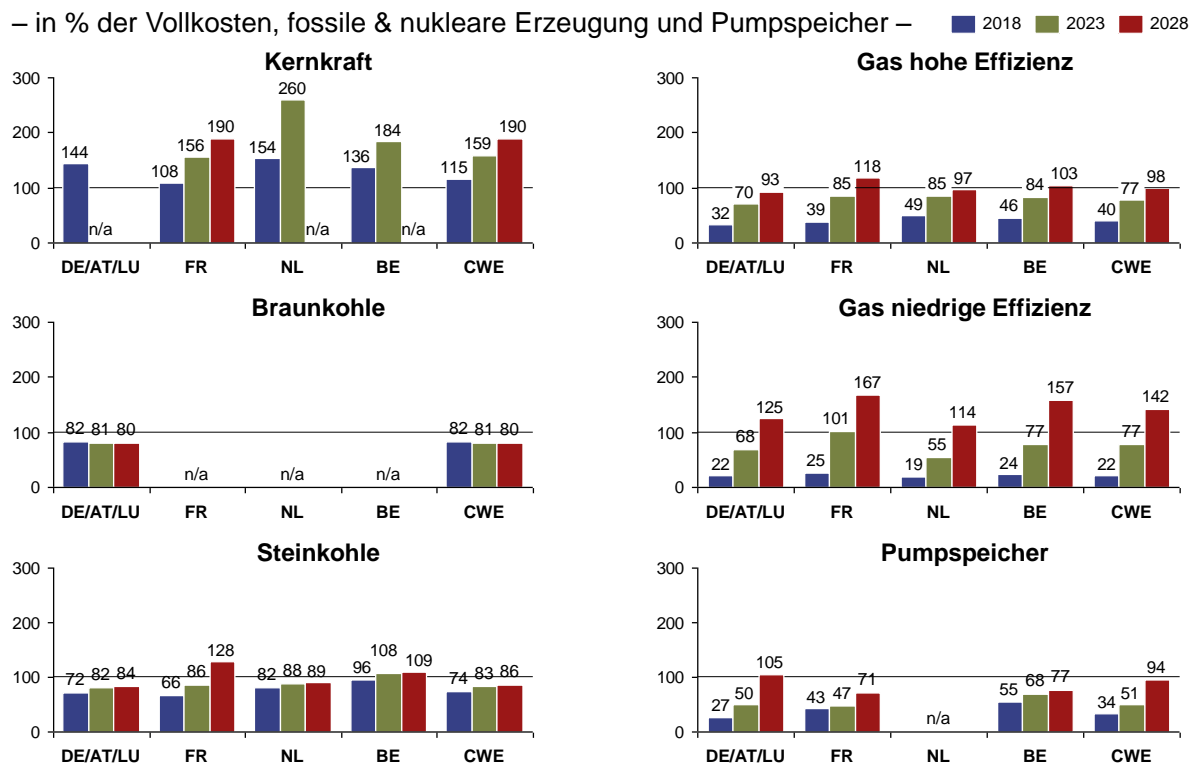 – in % der Vollkosten, fossile & nukleare Erzeugung und Pumpspeicher –
2018 2023 2028
Kernkraft
300
200
100
0
144 n/a
108 156 190
154 260 n/a
136 184 n/a
115 159 190
DE/AT/LU FR NL BE CWE
Gas hohe Effizienz
300
200
100
0
32 70 93
39 85 118
49 85 97
46 84 103
40 77 98
DE/AT/LU FR NL BE CWE
Braunkohle
300
200
100
0
82 81 80
n/a
n/a
n/a
82 81 80
DE/AT/LU FR NL BE CWE
Gas niedrige Effizienz
300
200
100
0
22 68 125
25 101 167
19 55 114
24 77 157
22 77 142
DE/AT/LU FR NL BE CWE
Steinkohle
300
200
100
0
72 82 84
66 86 128
82 88 89
96 108 109
74 83 86
DE/AT/LU FR NL BE CWE
Pumpspeicher
300
200
100
0
27 50 105
43 47 71
n/a
55 68 77
34 51 94
DE/AT/LU FR NL BE CWE